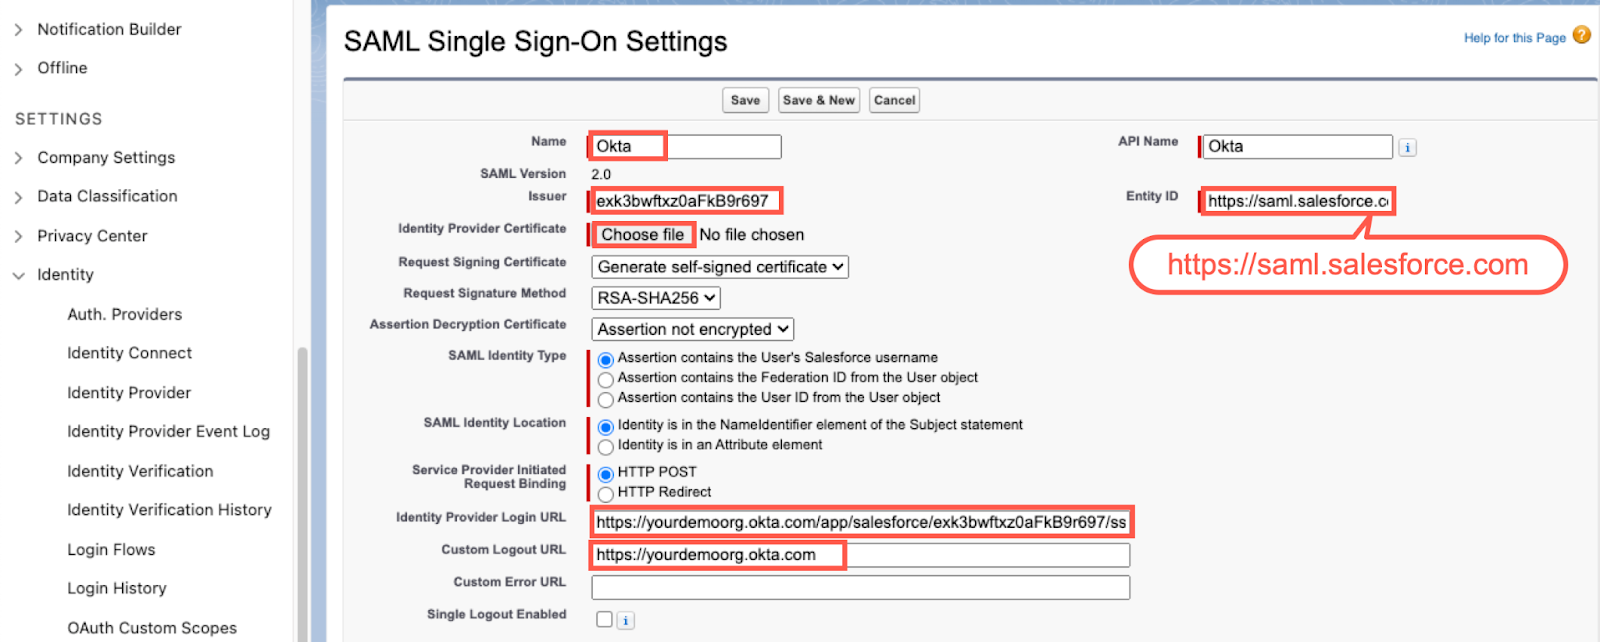 Notification Builder
Offline
SETTINGS
Company Settings
Data Classification
Privacy Center
Identity
Auth. Providers
Identity Connect
Identity Provider
Identity Provider Event Log
Identity Verification
Identity Verification History
Login Flows
Login History
OAuth Custom Scopes
SAML Single Sign-On Settings
Help for this Page ?
Save Save & New Cancel
Name Okta API Name Okta i
SAML Version 2.0
Issuer exk3bwftxz0aFkB9r697 Entity ID https://saml.salesforce.c
https://saml.salesforce.com
Identity Provider Certificate Choose file No file chosen
Request Signing Certificate Generate self-signed certificate
Request Signature Method RSA-SHA256
Assertion Decryption Certificate Assertion not encrypted
SAML Identity Type Assertion contains the User's Salesforce username
Assertion contains the Federation ID from the User object
Assertion contains the User ID from the User object
SAML Identity Location Identity is in the NameIdentifier element of the Subject statement
Identity is in an Attribute element
Service Provider Initiated HTTP POST
Request Binding HTTP Redirect
Identity Provider Login URL https://yourdemoorg.okta.com/app/salesforce/exk3bwftxz0aFkB9r697/ss
Custom Logout URL https://yourdemoorg.okta.com
Custom Error URL
Single Logout Enabled i